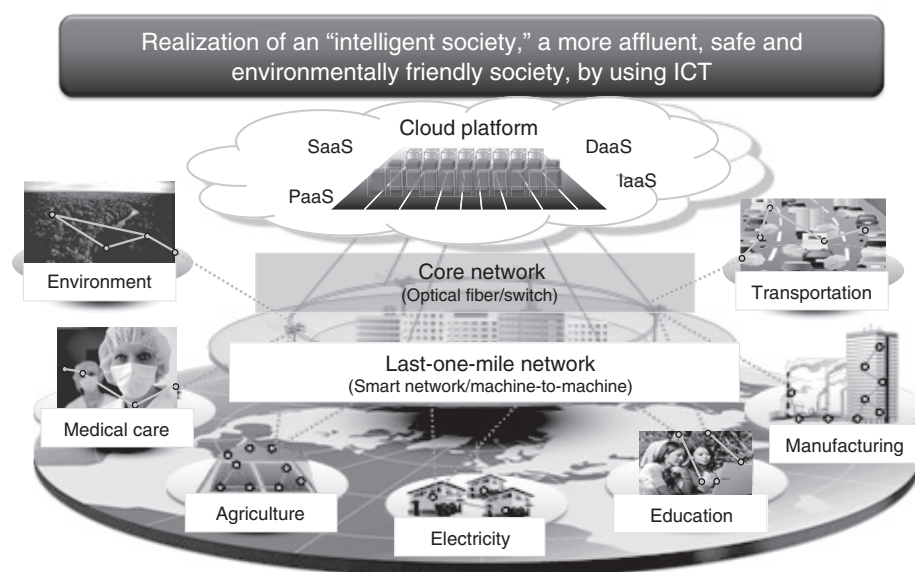 Realization of an “intelligent society,” a more affluent, safe and
environmentally friendly society, by using ICT
Cloud platform
SaaS
DaaS
PaaS
IaaS
Environment
Core network
(Optical fiber/switch)
Transportation
Last-one-mile network
(Smart network/machine-to-machine)
Medical care
Manufacturing
Agriculture
Education
Electricity